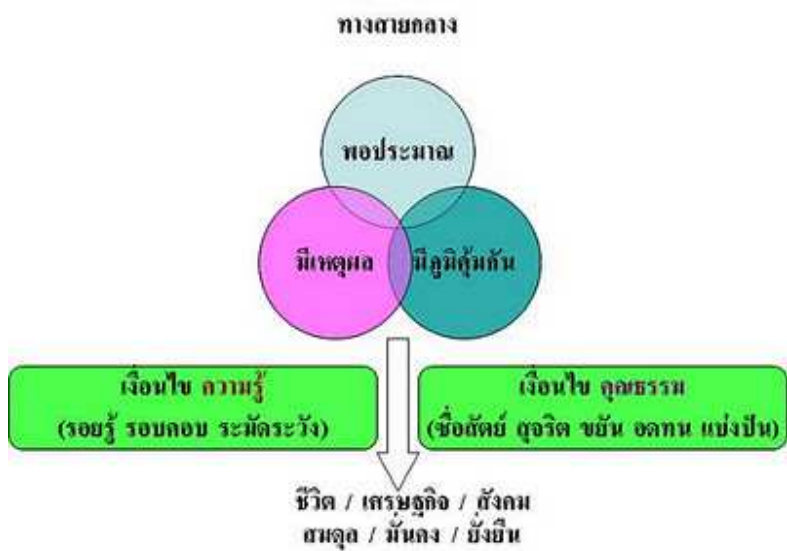 ทางสายกลาง
พอประมาณ
มีเหตุผล
มีภูมิคุ้มกัน
เงื่อนไข ความรู้
(รอยรู้ รอบคอบ ระมัดระวัง)
เงื่อนไข คุณธรรม
(ซื่อสัตย์ สุจริต ขยัน อดทน แบ่งปัน)
ชีวิต / เศรษฐกิจ / สังคม
สมดุล / มั่นคง / ยั่งยืน